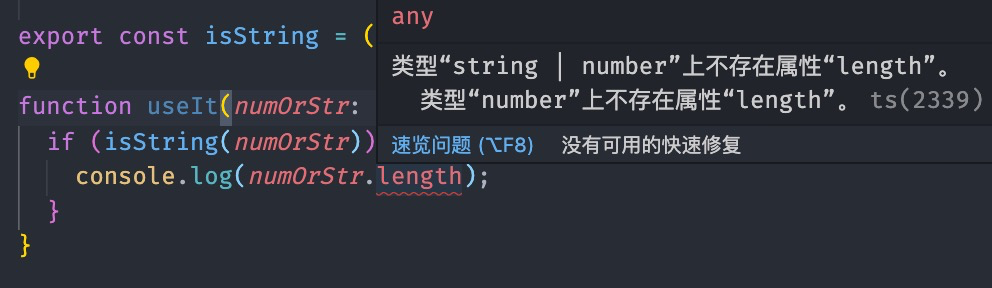 any
export const isString = (
类型“string | number”上不存在属性“length”。
类型“number”上不存在属性“length”。 ts(2339)
function useIt(numOrStr:
if (isString(numOrStr))
速览问题 (⌥F8) 没有可用的快速修复
console.log(numOrStr.length);
}
}